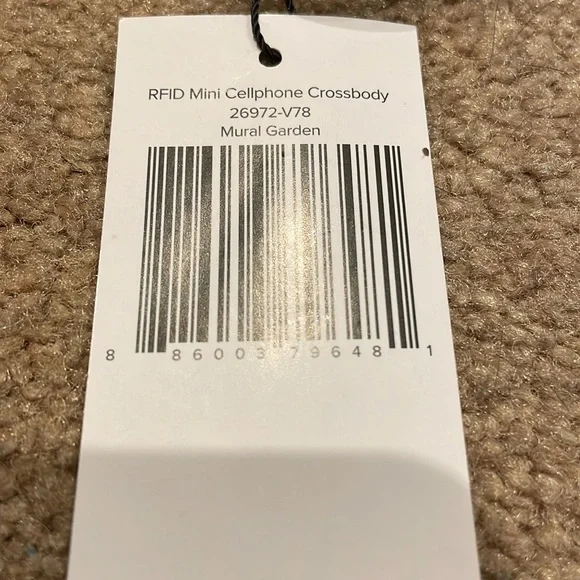 RFID Mini Cellphone Crossbody
26972-V78
Mural Garden
8 86003 79648 1